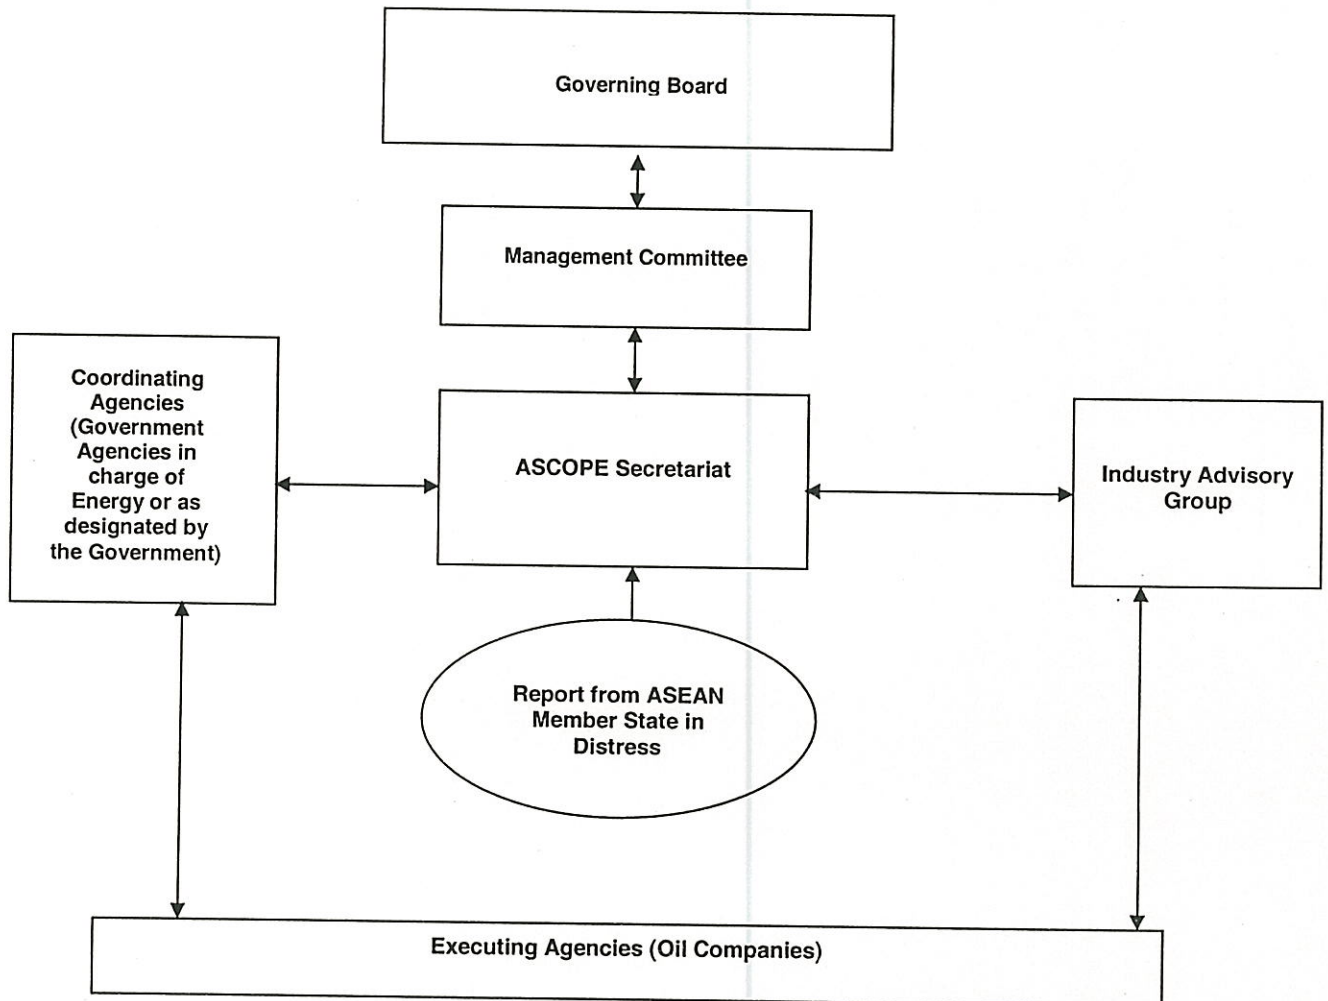 Governing Board
Management Committee
Coordinating
Agencies
(Government
Agencies in
charge of
Energy or as
designated by
the Government)
ASCOPE Secretariat
Industry Advisory
Group
Report from ASEAN
Member State in
Distress
Executing Agencies (Oil Companies)